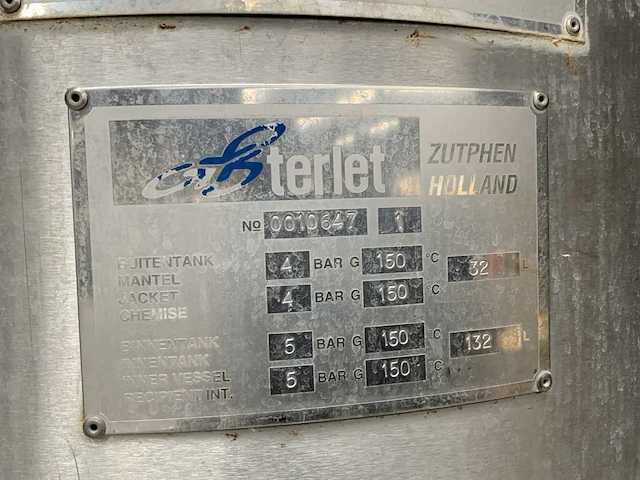 terlet
ZUTPHEN
HOLLAND
No 0010647 1
BUITENTANK 4 BAR G 150 °C 32 L
MANTEL
JACKET 4 BAR G 150 °C
CHEMISE
BINNENTANK 5 BAR G 150 °C 132 L
INNENTANK
INNER VESSEL 5 BAR G 150 °C
RECIPIENT INT.